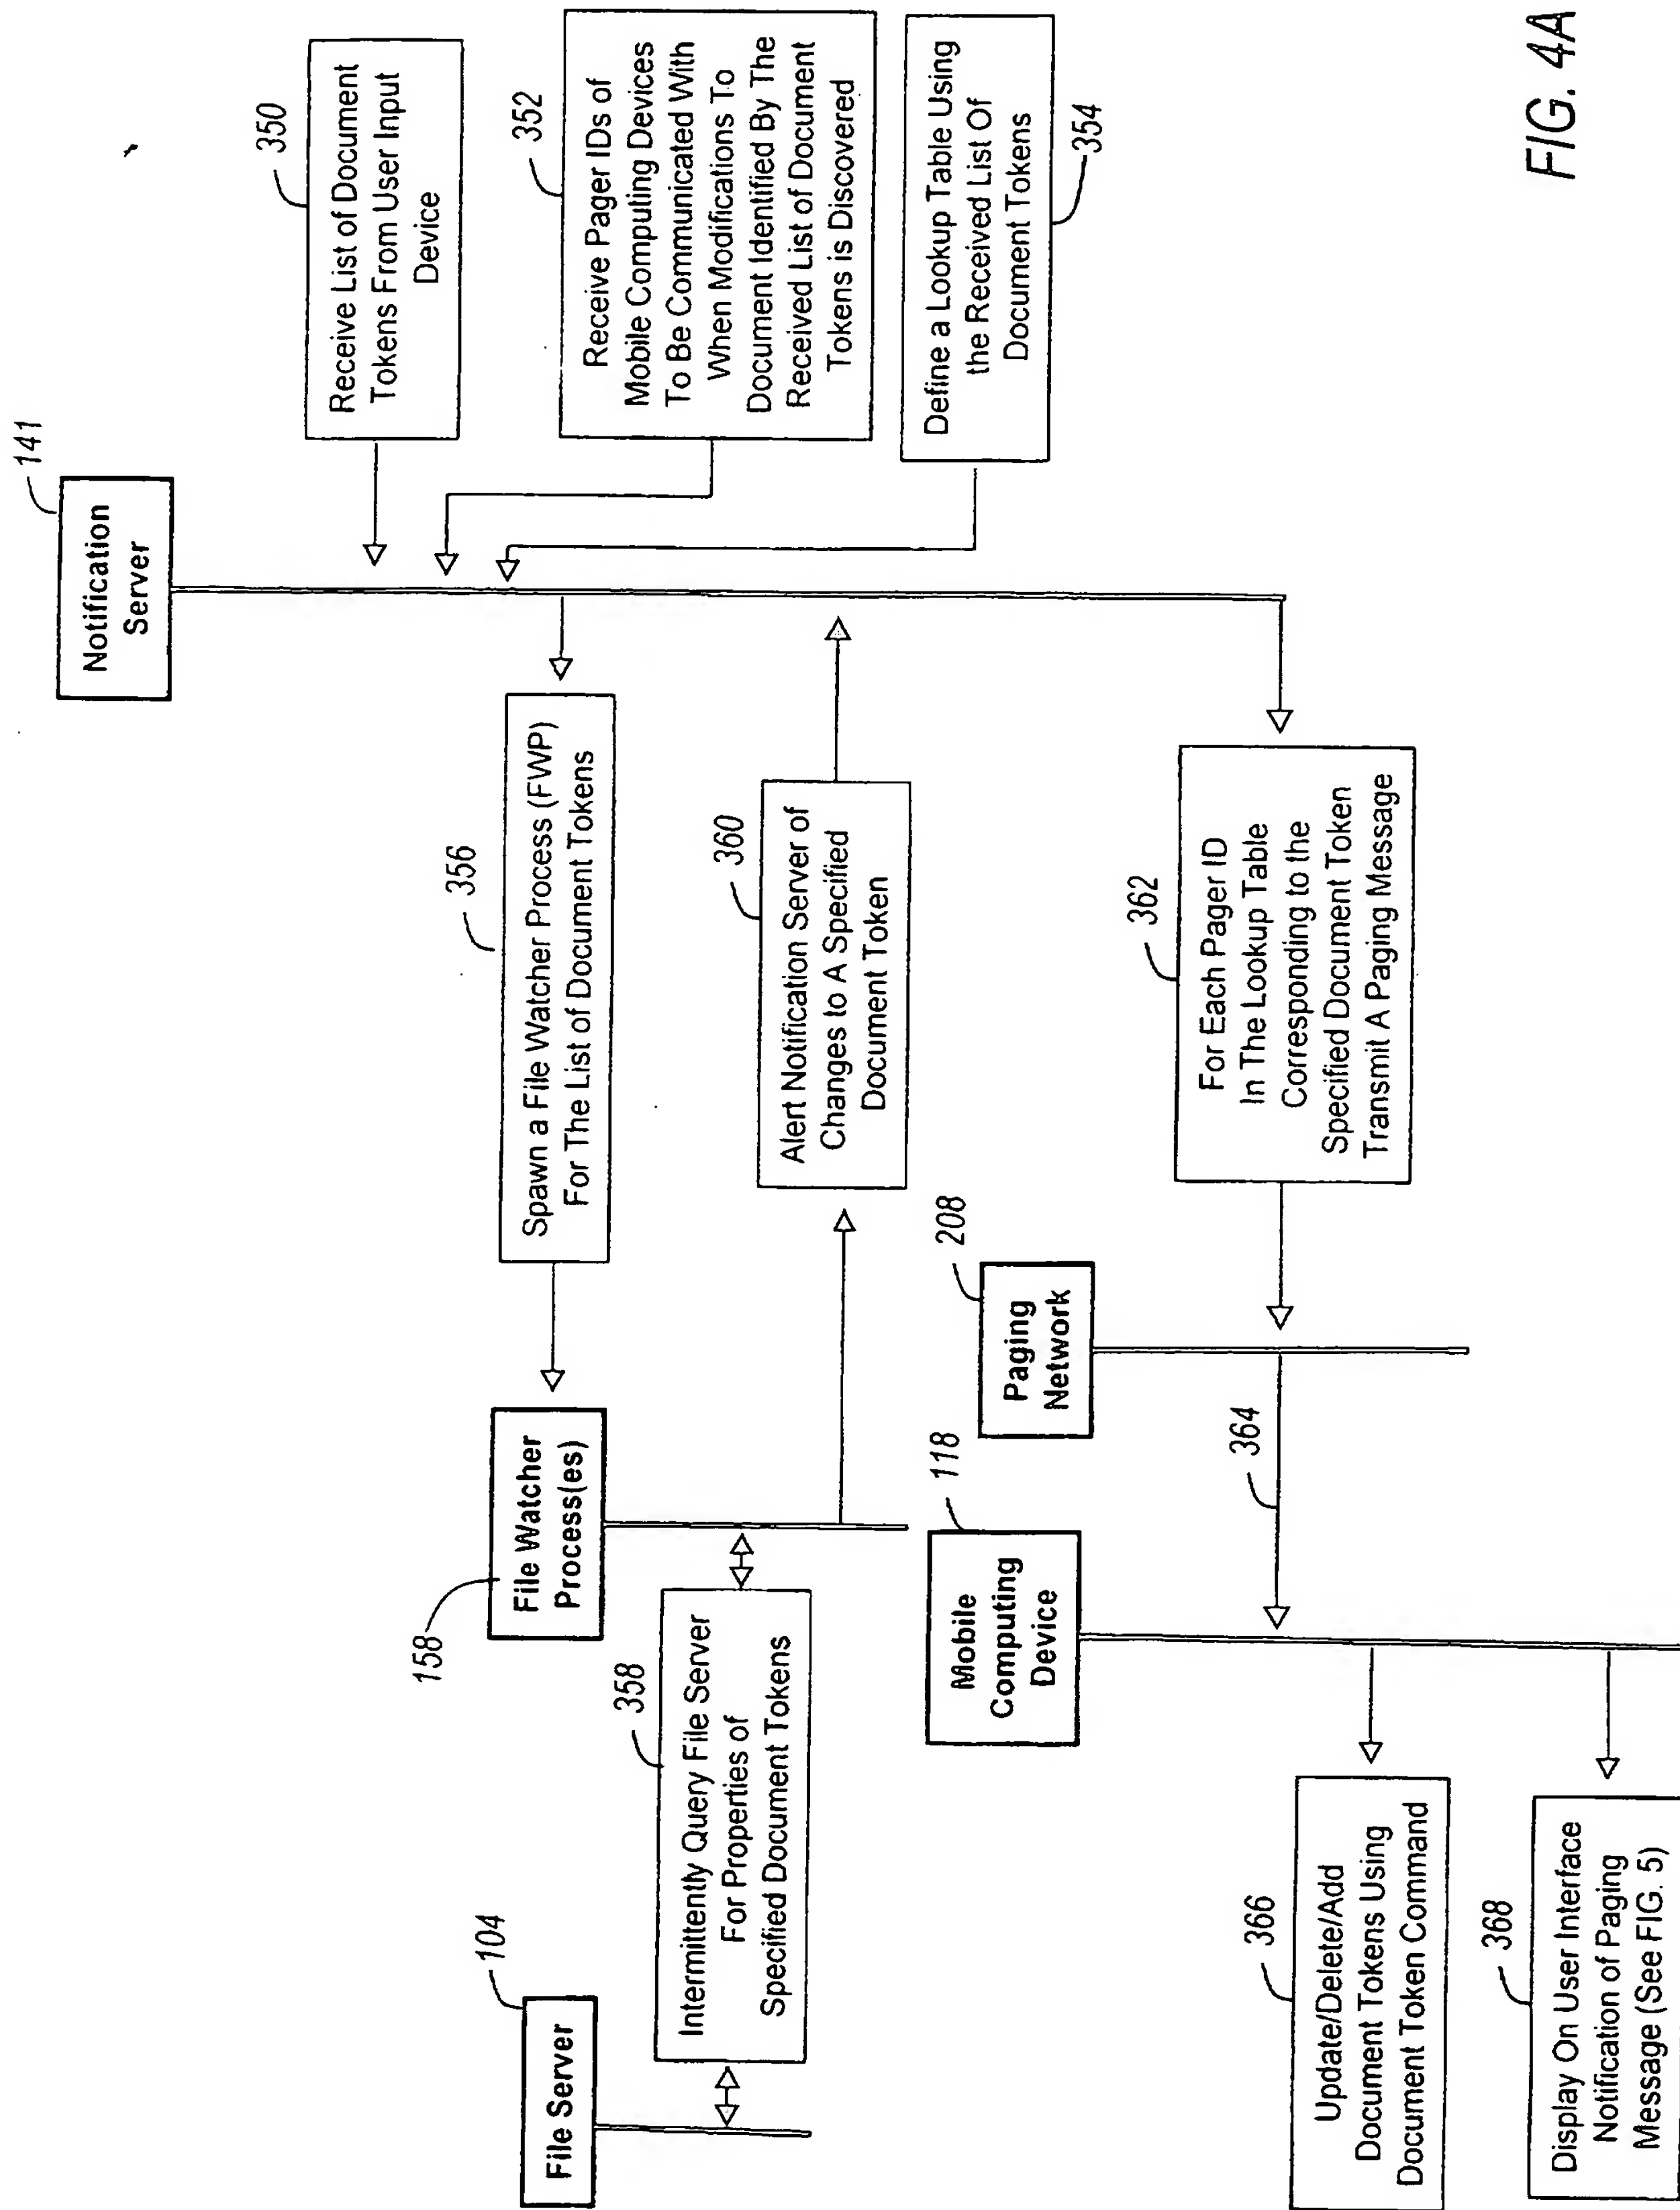 141
Notification
Server
350
Receive List of Document
Tokens From User Input
Device
352
Receive Pager IDs of
Mobile Computing Devices
To Be Communicated With
When Modifications To
Document Identified By The
Received List of Document
Tokens is Discovered
Define a Lookup Table Using
the Received List Of
Document Tokens
354
356
Spawn a File Watcher Process (FWP)
For The List of Document Tokens
158
File Watcher
Process(es)
104
File Server
358
Intermittently Query File Server
For Properties of
Specified Document Tokens
360
Alert Notification Server of
Changes to A Specified
Document Token
362
For Each Pager ID
In The Lookup Table
Corresponding to the
Specified Document Token
Transmit A Paging Message
208
Paging
Network
118
Mobile
Computing
Device
364
366
Update/Delete/Add
Document Tokens Using
Document Token Command
368
Display On User Interface
Notification of Paging
Message (See FIG. 5)
FIG. 4A